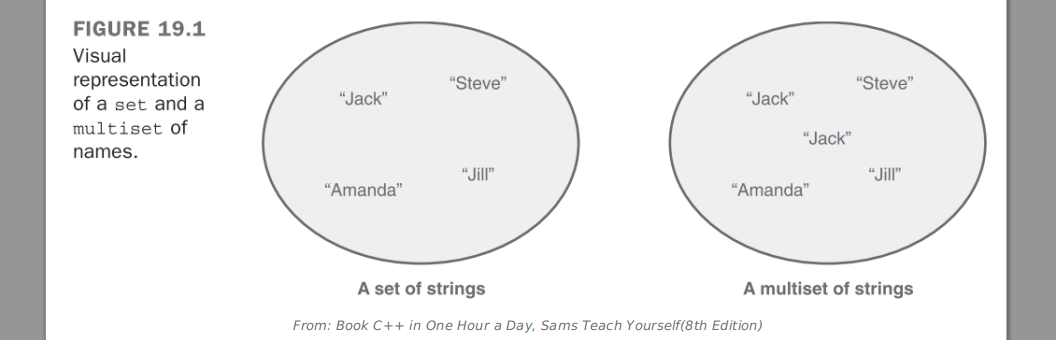 FIGURE 19.1
Visual
representation
of a set and a
multiset of
names.
“Steve”
“Jack”
“Jill”
“Amanda”
A set of strings
“Steve”
“Jack”
“Jack”
“Jill”
“Amanda”
A multiset of strings
From: Book C++ in One Hour a Day, Sams Teach Yourself(8th Edition)